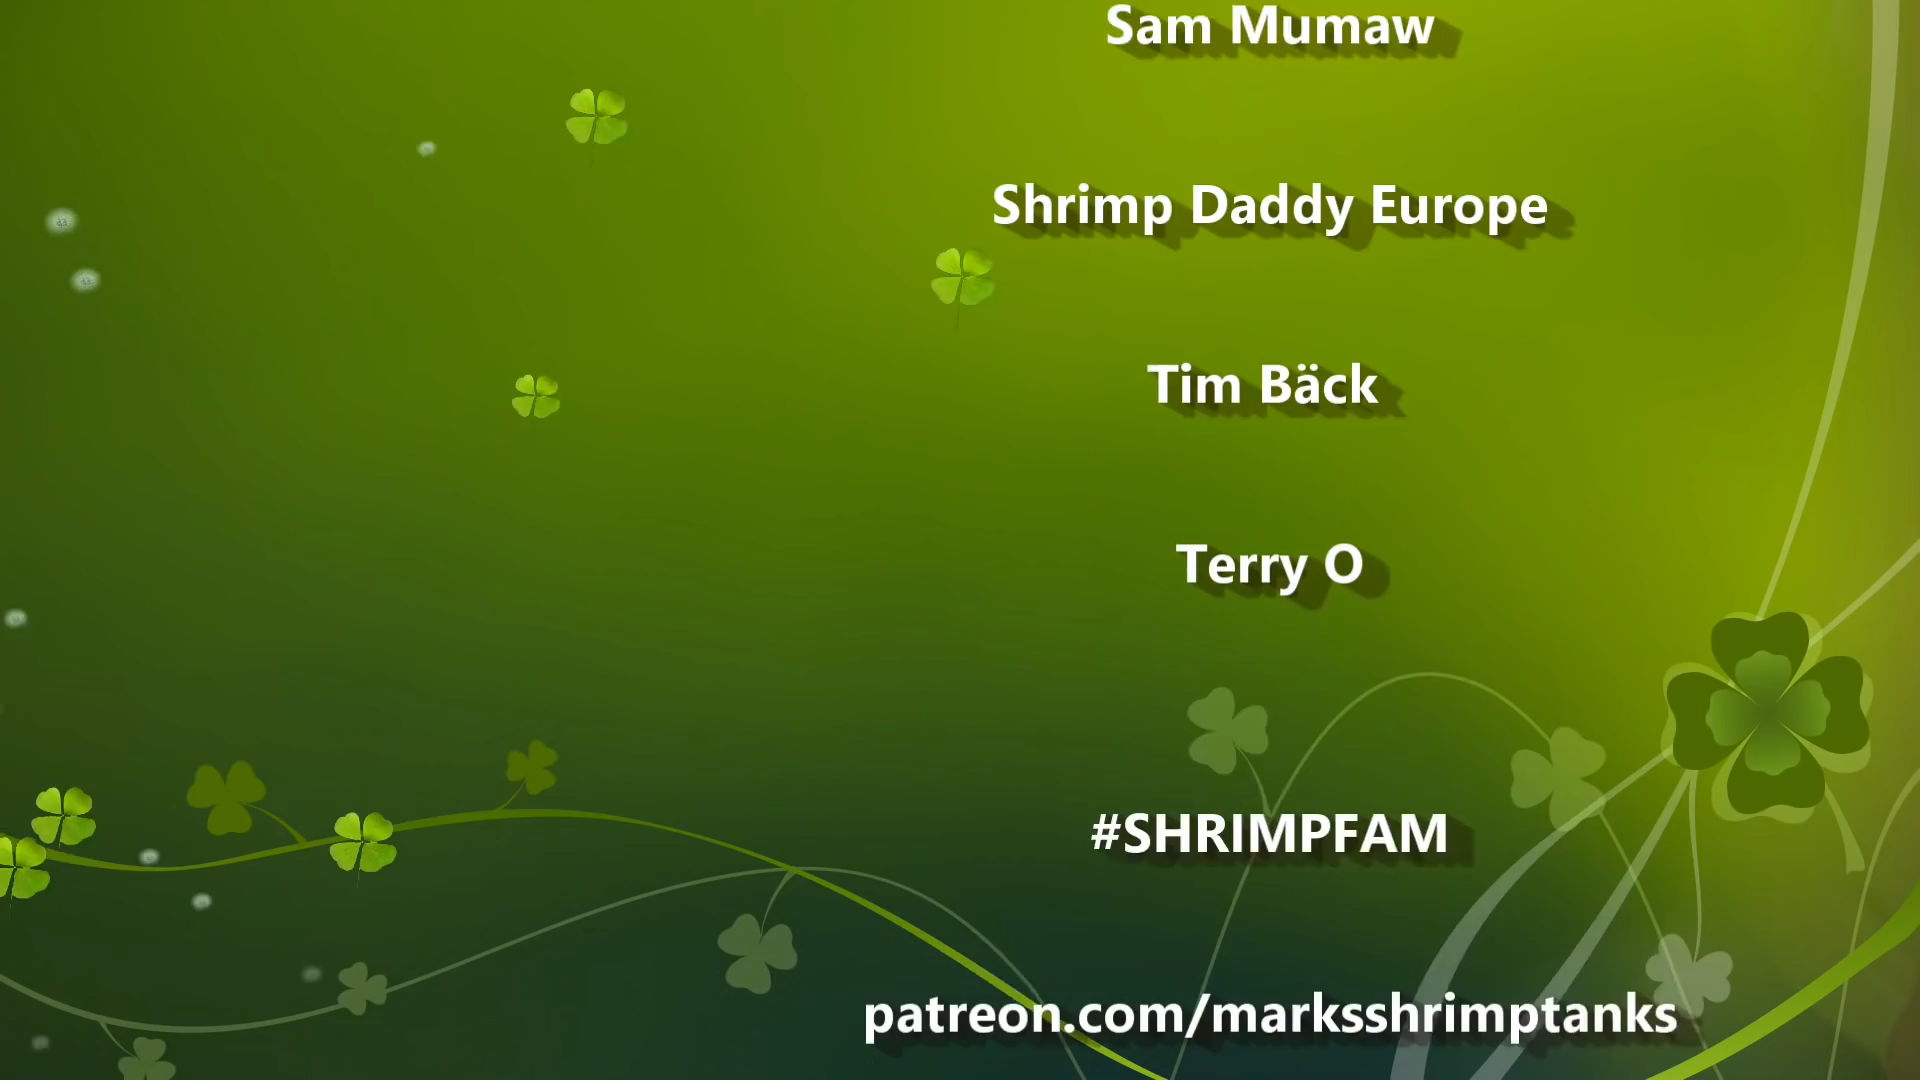 Sam Mumaw
Shrimp Daddy Europe
Tim Bäck
Terry O
#SHRIMPFAM
patreon.com/marksshrimptanks